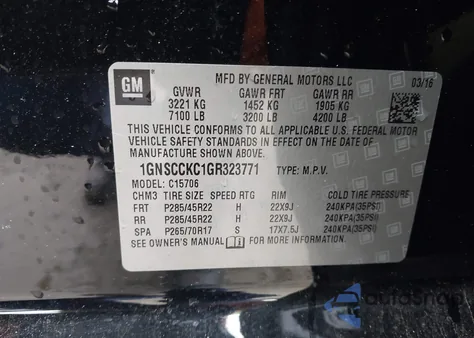 GM
MFD BY GENERAL MOTORS LLC
03/16
GVWR GAWR FRT GAWR RR
3221 KG 1452 KG 1905 KG
7100 LB 3200 LB 4200 LB
THIS VEHICLE CONFORMS TO ALL APPLICABLE U.S. FEDERAL MOTOR
VEHICLE SAFETY STANDARDS IN EFFECT ON THE DATE OF
MANUFACTURE SHOWN ABOVE.
1GNSCCKC1GR323771 TYPE: M.P.V.
MODEL: C15706
CHM3 TIRE SIZE SPEED RTG RIM COLD TIRE PRESSURE
FRT P285/45R22 H 22X9J 240KPA(35PSI)
RR P285/45R22 H 22X9J 240KPA(35PSI)
SPA P265/70R17 S 17X7.5J 240KPA(35PSI)
SEE OWNER'S MANUAL FOR MORE INFORMATION.
AutoSnap